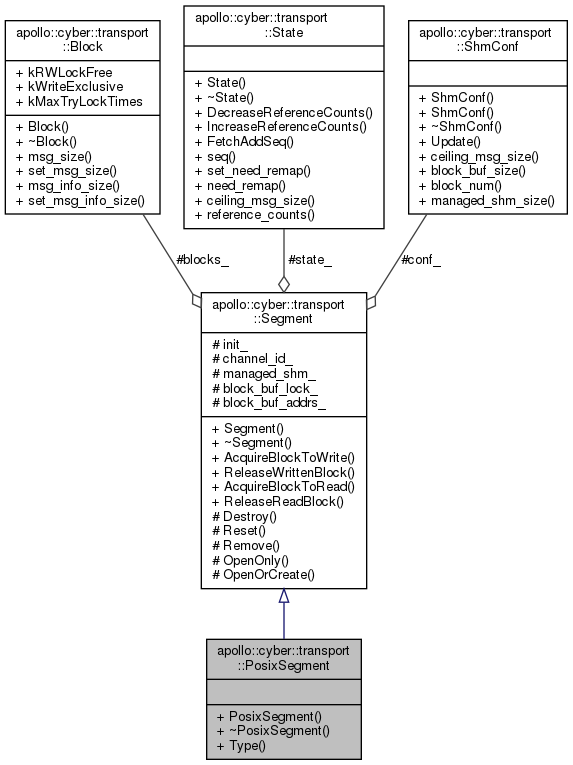 apollo::cyber::transport
::Block
+ kRWLockFree
+ kWriteExclusive
+ kMaxTryLockTimes
+ Block()
+ ~Block()
+ msg_size()
+ set_msg_size()
+ msg_info_size()
+ set_msg_info_size()
apollo::cyber::transport
::State
+ State()
+ ~State()
+ DecreaseReferenceCounts()
+ IncreaseReferenceCounts()
+ FetchAddSeq()
+ seq()
+ set_need_remap()
+ need_remap()
+ ceiling_msg_size()
+ reference_counts()
apollo::cyber::transport
::ShmConf
+ ShmConf()
+ ShmConf()
+ ~ShmConf()
+ Update()
+ ceiling_msg_size()
+ block_buf_size()
+ block_num()
+ managed_shm_size()
#blocks_
#state_
#conf_
apollo::cyber::transport
::Segment
# init_
# channel_id_
# managed_shm_
# block_buf_lock_
# block_buf_addrs_
+ Segment()
+ ~Segment()
+ AcquireBlockToWrite()
+ ReleaseWrittenBlock()
+ AcquireBlockToRead()
+ ReleaseReadBlock()
# Destroy()
# Reset()
# Remove()
# OpenOnly()
# OpenOrCreate()
apollo::cyber::transport
::PosixSegment
+ PosixSegment()
+ ~PosixSegment()
+ Type()